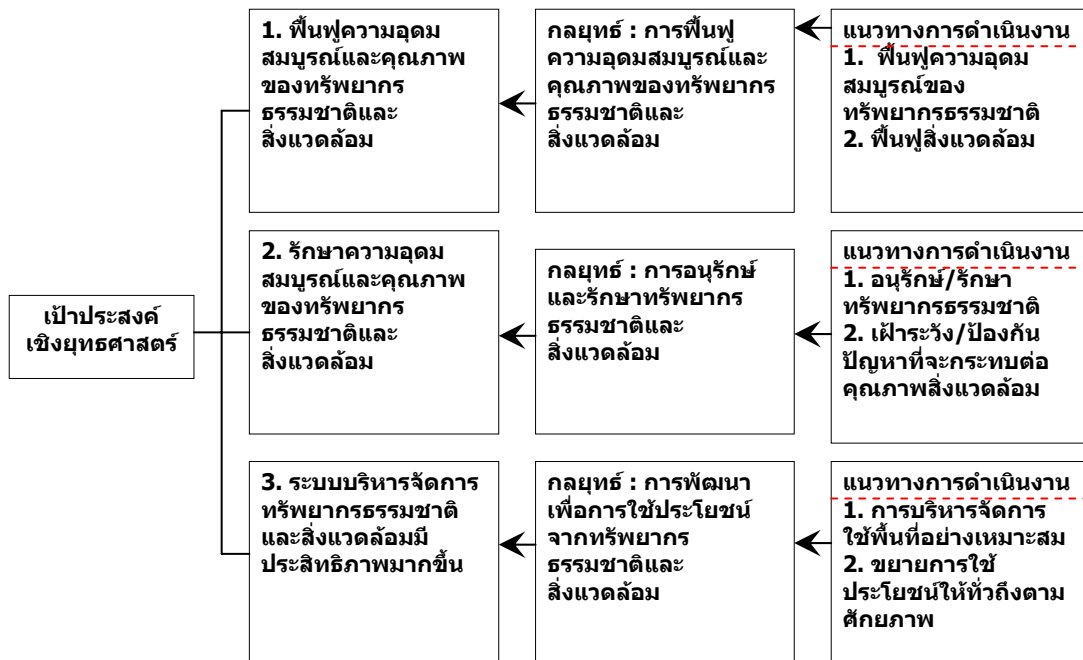 เป้าประสงค์
เชิงยุทธศาสตร์
1. ฟื้นฟูความอุดม
สมบูรณ์และคุณภาพ
ของทรัพยากร
ธรรมชาติและ
สิ่งแวดล้อม
กลยุทธ์ : การฟื้นฟู
ความอุดมสมบูรณ์และ
คุณภาพของทรัพยากร
ธรรมชาติและ
สิ่งแวดล้อม
แนวทางการดำเนินงาน
1. ฟื้นฟูความอุดม
สมบูรณ์ของ
ทรัพยากรธรรมชาติ
2. ฟื้นฟูสิ่งแวดล้อม
2. รักษาความอุดม
สมบูรณ์และคุณภาพ
ของทรัพยากร
ธรรมชาติและ
สิ่งแวดล้อม
กลยุทธ์ : การอนุรักษ์
และรักษาทรัพยากร
ธรรมชาติและ
สิ่งแวดล้อม
แนวทางการดำเนินงาน
1. อนุรักษ์/รักษา
ทรัพยากรธรรมชาติ
2. เฝ้าระวัง/ป้องกัน
ปัญหาที่จะกระทบต่อ
คุณภาพสิ่งแวดล้อม
3. ระบบบริหารจัดการ
ทรัพยากรธรรมชาติ
และสิ่งแวดล้อมมี
ประสิทธิภาพมากขึ้น
กลยุทธ์ : การพัฒนา
เพื่อการใช้ประโยชน์
จากทรัพยากร
ธรรมชาติและ
สิ่งแวดล้อม
แนวทางการดำเนินงาน
1. การบริหารจัดการ
ใช้พื้นที่อย่างเหมาะสม
2. ขยายการใช้
ประโยชน์ให้ทั่วถึงตาม
ศักยภาพ